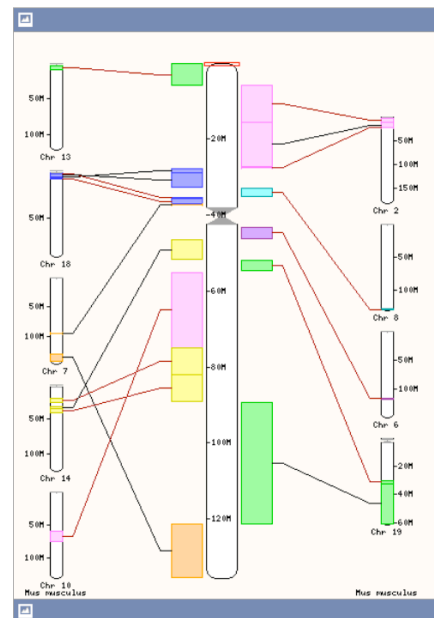 50M
100M
Chr 13
50M
Chr 18
50M
100M
Chr 7
50M
100M
Chr 14
50M
100M
Chr 10
Mus musculus
20M
40M
60M
80M
100M
120M
50M
100M
150M
Chr 2
50M
100M
Chr 8
50M
100M
Chr 6
20M
40M
60M
Chr 19
Mus musculus